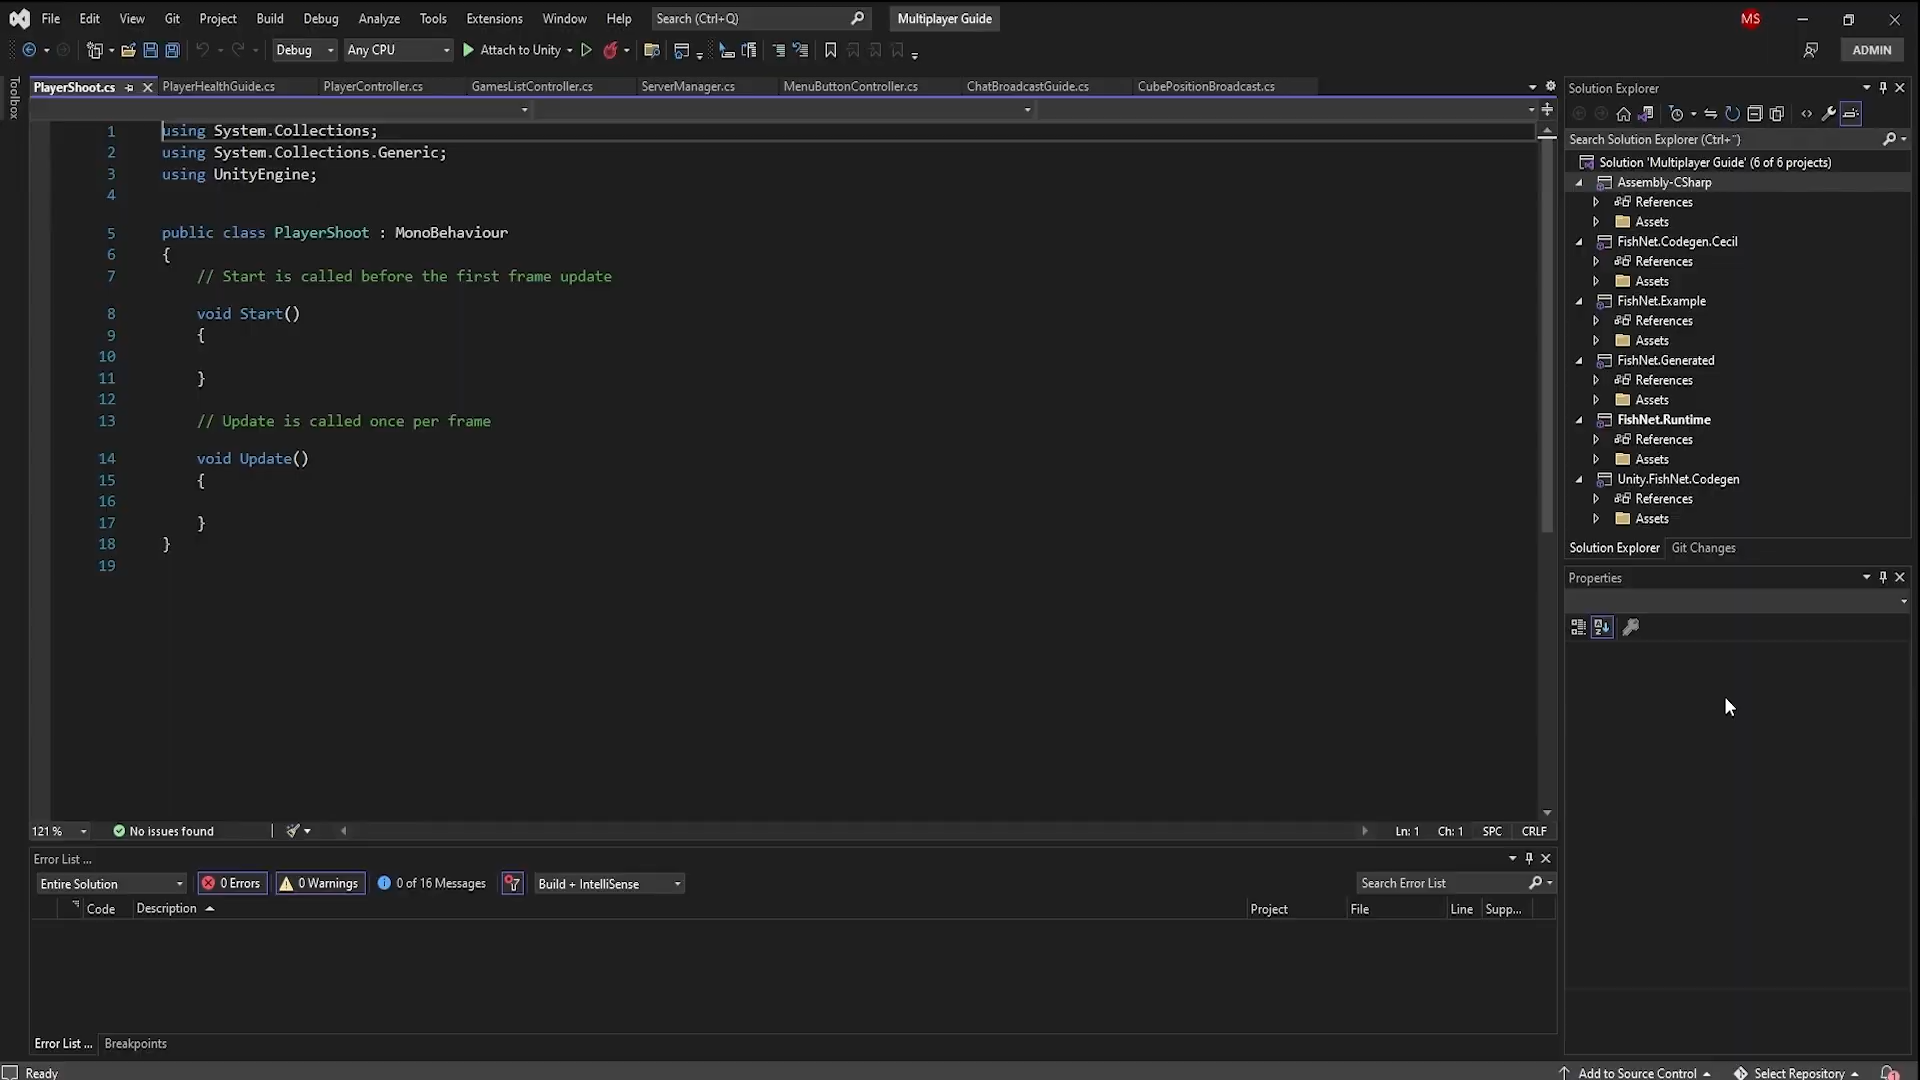 File Edit View Git Project Build Debug Analyze Tools Extensions Window Help Search (Ctrl+Q) Multiplayer Guide MS
Debug Any CPU Attach to Unity ADMIN
Toolbox
PlayerShoot.cs PlayerHealthGuide.cs PlayerController.cs GamesListController.cs ServerManager.cs MenuButtonController.cs ChatBroadcastGuide.cs CubePositionBroadcast.cs
1 using System.Collections;
2 using System.Collections.Generic;
3 using UnityEngine;
4
5 public class PlayerShoot : MonoBehaviour
6 {
7 // Start is called before the first frame update
8 void Start()
9 {
10
11 }
12
13 // Update is called once per frame
14 void Update()
15 {
16
17 }
18 }
19
121 % No issues found Ln: 1 Ch: 1 SPC CRLF
Error List ...
Entire Solution 0 Errors 0 Warnings 0 of 16 Messages Build + IntelliSense Search Error List
Code Description Project File Line Supp...
Error List ... Breakpoints
Solution Explorer
Search Solution Explorer (Ctrl+¨)
Solution 'Multiplayer Guide' (6 of 6 projects)
Assembly-CSharp
References
Assets
FishNet.Codegen.Cecil
References
Assets
FishNet.Example
References
Assets
FishNet.Generated
References
Assets
FishNet.Runtime
References
Assets
Unity.FishNet.Codegen
References
Assets
Solution Explorer Git Changes
Properties
Ready Add to Source Control Select Repository 1